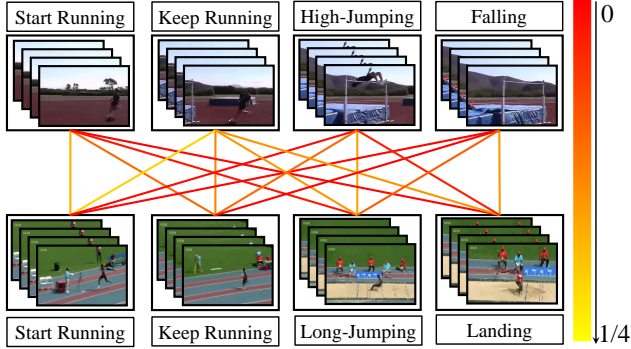 Start Running
Keep Running
High-Jumping
Falling
0
Start Running
Keep Running
Long-Jumping
Landing
1/4